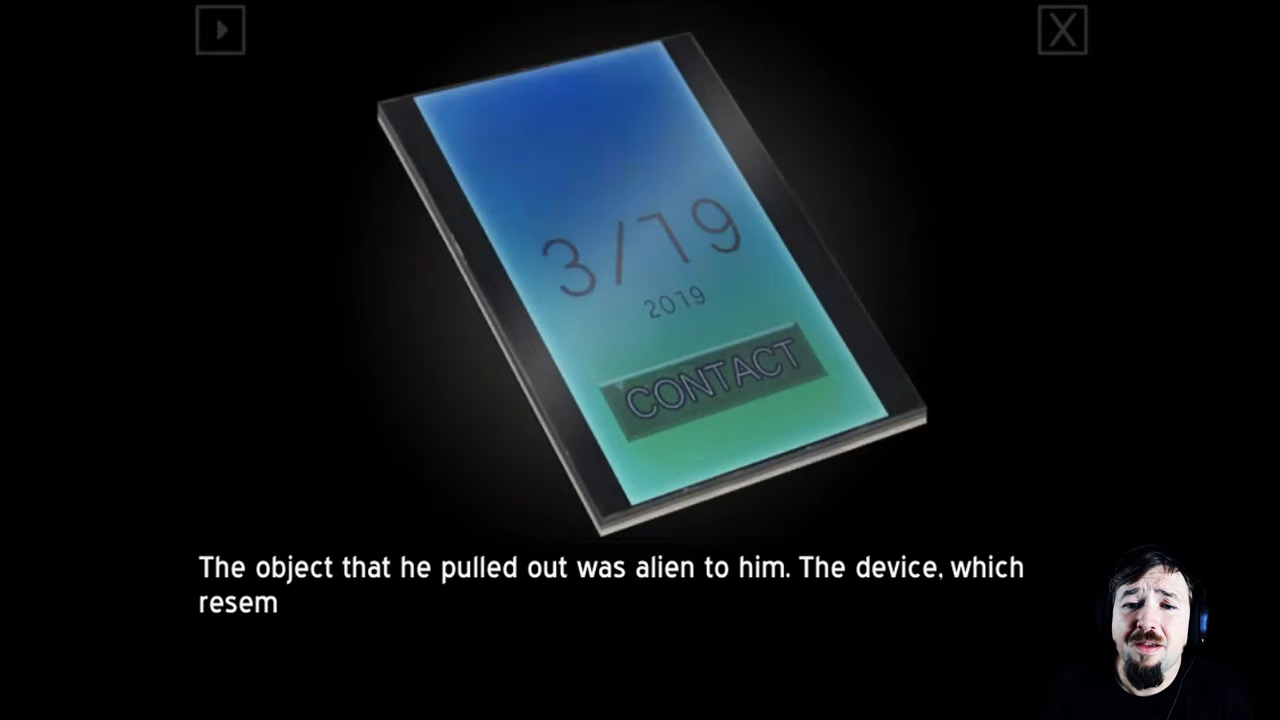 3/19
2019
CONTACT
The object that he pulled out was alien to him. The device, which
resem